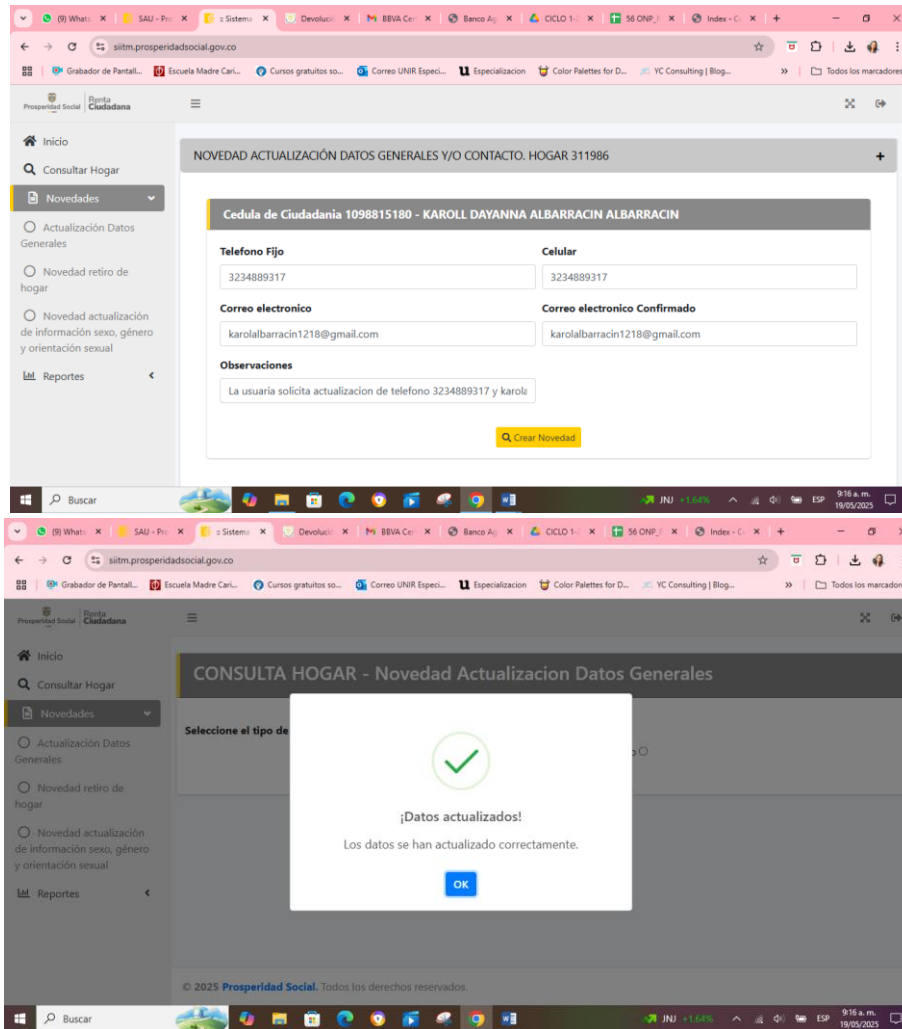 (9) Whats SAU - Pro :: Sistema Devolucio BBVA Cer Banco Ag CICLO 1- 56 ONP_ Index - C
siitm.prosperidadsocial.gov.co
Grabador de Pantall... Escuela Madre Cari... Cursos gratuitos so... Correo UNIR Especi... Especializacion Color Palettes for D... YC Consulting | Blog... » Todos los marcadores
Prosperidad Social Renta Ciudadana
Inicio
NOVEDAD ACTUALIZACIÓN DATOS GENERALES Y/O CONTACTO. HOGAR 311986 +
Consultar Hogar
Novedades
Cedula de Ciudadania 1098815180 - KAROLL DAYANNA ALBARRACIN ALBARRACIN
Actualización Datos
Generales
Telefono Fijo Celular
3234889317 3234889317
Novedad retiro de
hogar
Correo electronico Correo electronico Confirmado
Novedad actualización
de información sexo, género
y orientación sexual
karolalbarracin1218@gmail.com karolalbarracin1218@gmail.com
Observaciones
Reportes
La usuaria solicita actualizacion de telefono 3234889317 y karola
Crear Novedad
Buscar JNJ +1,64% ESP 9:16 a. m.
19/05/2025
(9) Whats SAU - Pro :: Sistema Devolucio BBVA Cer Banco Ag CICLO 1- 56 ONP_ Index - C
siitm.prosperidadsocial.gov.co
Grabador de Pantall... Escuela Madre Cari... Cursos gratuitos so... Correo UNIR Especi... Especializacion Color Palettes for D... YC Consulting | Blog... » Todos los marcador
Prosperidad Social Renta Ciudadana
Inicio
CONSULTA HOGAR - Novedad Actualizacion Datos Generales
Consultar Hogar
Novedades
Seleccione el tipo de
Actualización Datos
Generales
Novedad retiro de
hogar
¡Datos actualizados!
Novedad actualización
de información sexo, género
y orientación sexual
Los datos se han actualizado correctamente.
OK
Reportes
© 2025 Prosperidad Social. Todos los derechos reservados.
Buscar JNJ +1,64% ESP 9:16 a. m.
19/05/2025